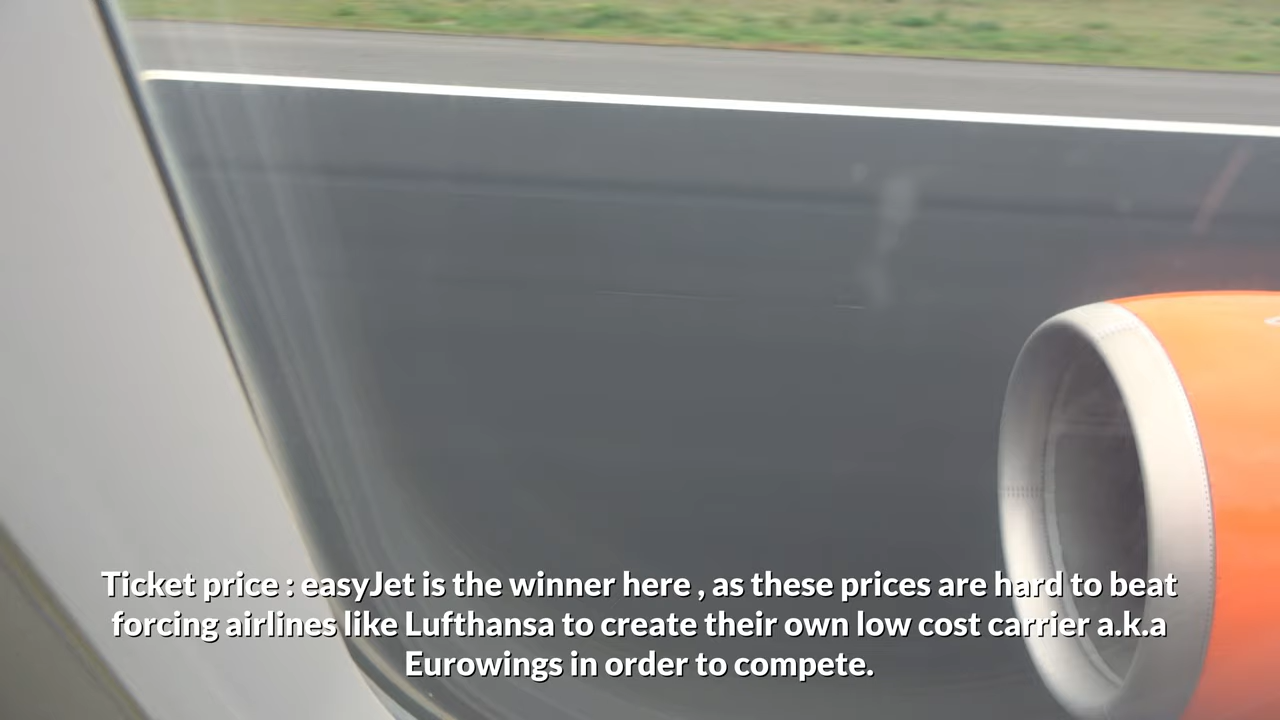 Ticket price : easyJet is the winner here , as these prices are hard to beat
forcing airlines like Lufthansa to create their own low cost carrier a.k.a
Eurowings in order to compete.